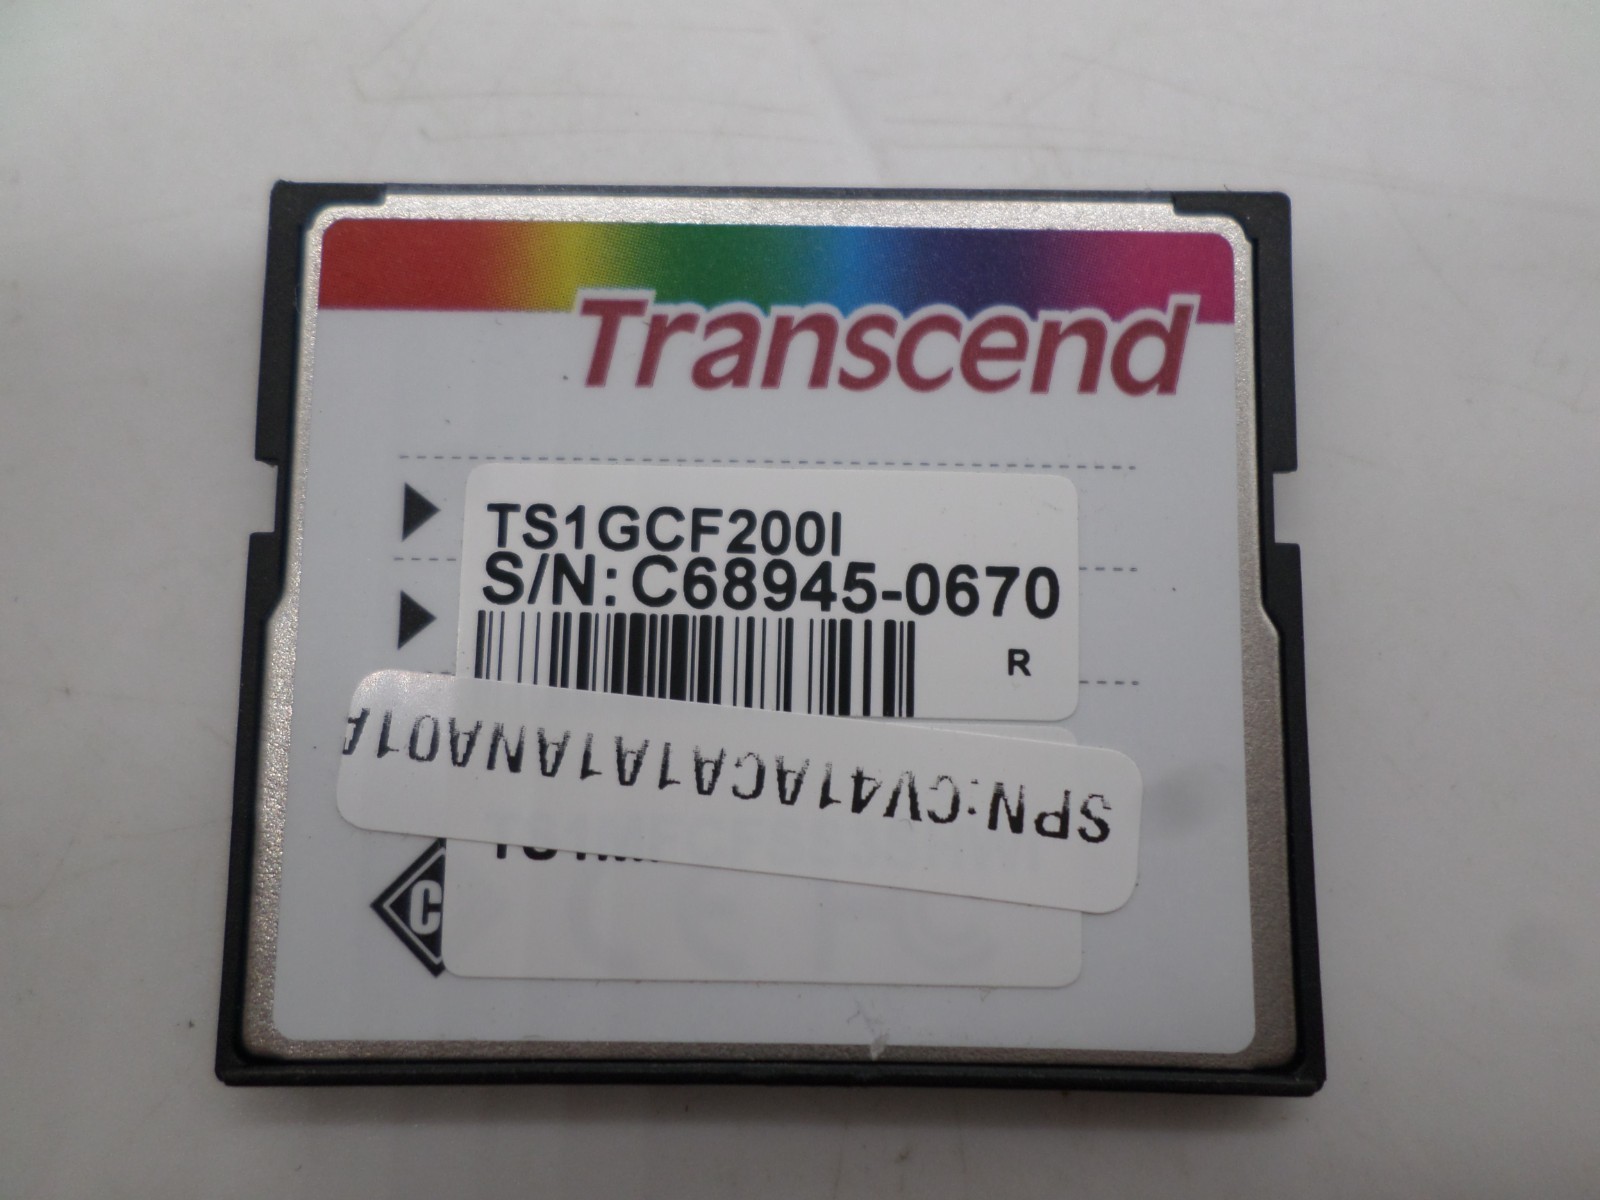 Transcend
TS1GCF200I
S/N: C68945-0670
R
SPN:CV41ACA1A1ANA01A
C